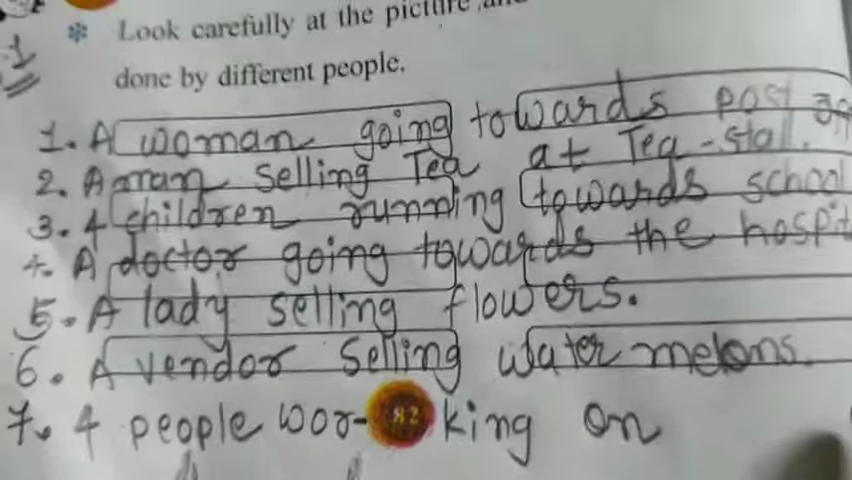 * Look carefully at the picture and
done by different people.
1. A woman going towards post
2. A man selling Tea at Tea-stall.
3. 4 children running towards school
4. A doctor going towards the hospit
5. A lady selling flowers.
6. A vendor selling water melons.
7. 4 people wor-king on
82